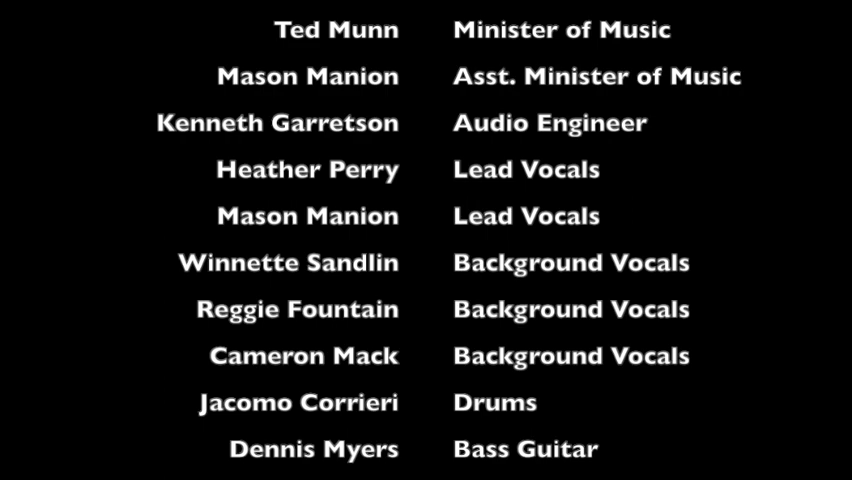 Ted Munn Minister of Music
Mason Manion Asst. Minister of Music
Kenneth Garretson Audio Engineer
Heather Perry Lead Vocals
Mason Manion Lead Vocals
Winnette Sandlin Background Vocals
Reggie Fountain Background Vocals
Cameron Mack Background Vocals
Jacomo Corrieri Drums
Dennis Myers Bass Guitar